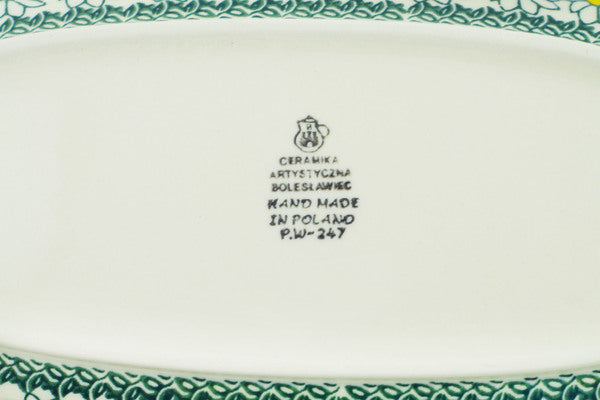 CERAMIKA
ARTYSTYCZNA
BOLESŁAWIEC
HAND MADE
IN POLAND
P.W-247